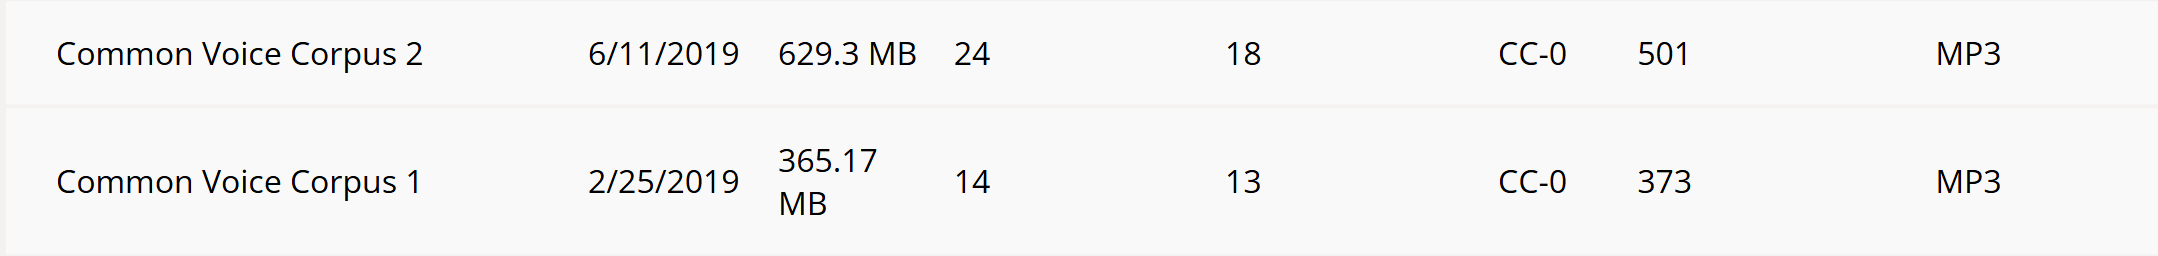 Common Voice Corpus 2 6/11/2019 629.3 MB 24 18 CC-0 501 MP3
Common Voice Corpus 1 2/25/2019 365.17 MB 14 13 CC-0 373 MP3